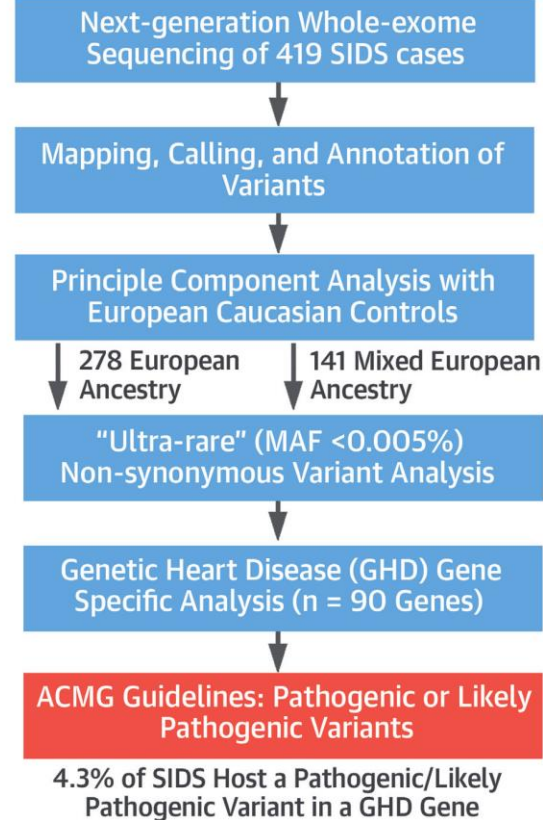 Next-generation Whole-exome
Sequencing of 419 SIDS cases
Mapping, Calling, and Annotation of
Variants
Principle Component Analysis with
European Caucasian Controls
278 European
Ancestry
141 Mixed European
Ancestry
“Ultra-rare” (MAF <0.005%)
Non-synonymous Variant Analysis
Genetic Heart Disease (GHD) Gene
Specific Analysis (n = 90 Genes)
ACMG Guidelines: Pathogenic or Likely
Pathogenic Variants
4.3% of SIDS Host a Pathogenic/Likely
Pathogenic Variant in a GHD Gene